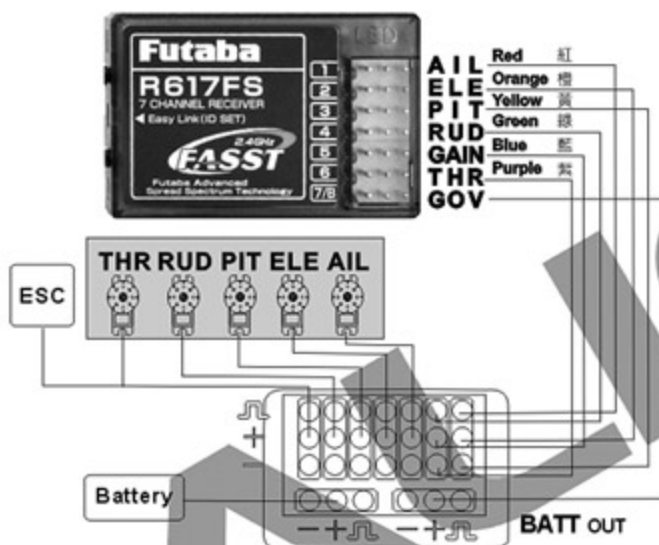 LED
Futaba
R617FS
7 CHANNEL RECEIVER
Easy Link (ID SET)
2.4GHz
FASST
Futaba Advanced
Spread Spectrum Technology
1
2
3
4
5
6
7/B
AIL Red 紅
ELE Orange 橙
PIT Yellow 黃
RUD Green 綠
GAIN Blue 藍
THR Purple 紫
GOV
THR RUD PIT ELE AIL
ESC
+
−
Battery
− + − +
BATT OUT